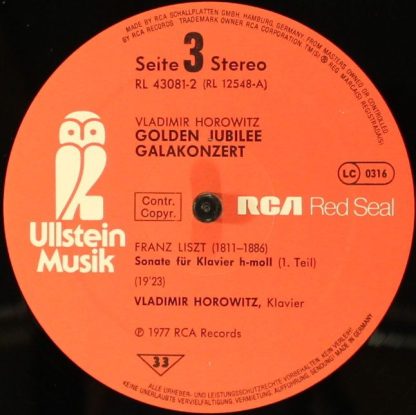 MADE BY RCA SCHALLPLATTEN GMBH, HAMBURG, GERMANY, FROM MASTERS OWNED OR CONTROLLED
BY RCA RECORDS · TRADEMARK OWNER RCA CORPORATION, TM(S) ® REG. MARCA(S) REGISTRADA(S)
Seite 3 Stereo
RL 43081-2 (RL 12548-A)
VLADIMIR HOROWITZ
GOLDEN JUBILEE
GALAKONZERT
LC 0316
Contr.
Copyr.
RCA Red Seal
Ullstein
Musik
FRANZ LISZT (1811–1886)
Sonate für Klavier h-moll (1. Teil)
(19'23)
VLADIMIR HOROWITZ, Klavier
℗ 1977 RCA Records
33
ALLE URHEBER- UND LEISTUNGSSCHUTZRECHTE VORBEHALTEN. KEIN VERLEIH!
KEINE UNERLAUBTE VERVIELFÄLTIGUNG, VERMIETUNG, AUFFÜHRUNG, SENDUNG! MADE IN GERMANY